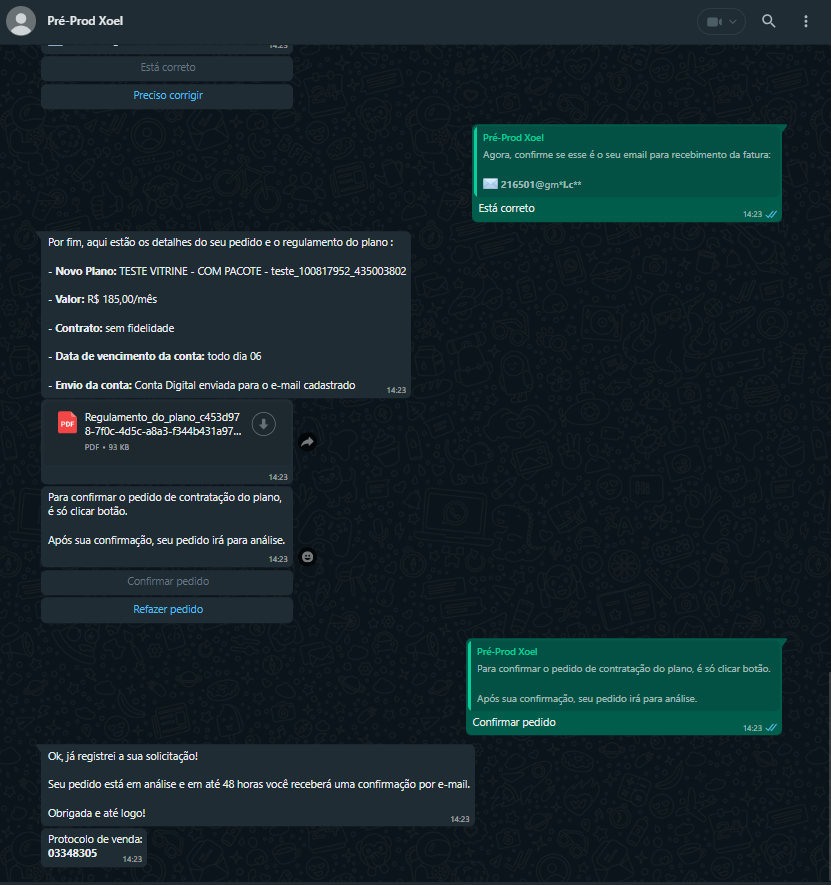 Pré-Prod Xoel
14:23
Está correto
Preciso corrigir
Pré-Prod Xoel
Agora, confirme se esse é o seu email para recebimento da fatura:
216501@gm*l.c**
Está correto
14:23
Por fim, aqui estão os detalhes do seu pedido e o regulamento do plano :
- Novo Plano: TESTE VITRINE - COM PACOTE - teste_100817952_435003802
- Valor: R$ 185,00/mês
- Contrato: sem fidelidade
- Data de vencimento da conta: todo dia 06
- Envio da conta: Conta Digital enviada para o e-mail cadastrado
14:23
PDF
Regulamento_do_plano_c453d97
8-7f0c-4d5c-a8a3-f344b431a97...
PDF • 93 KB
14:23
Para confirmar o pedido de contratação do plano,
é só clicar botão.
Após sua confirmação, seu pedido irá para análise.
14:23
Confirmar pedido
Refazer pedido
Pré-Prod Xoel
Para confirmar o pedido de contratação do plano, é só clicar botão.
Após sua confirmação, seu pedido irá para análise.
Confirmar pedido
14:23
Ok, já registrei a sua solicitação!
Seu pedido está em análise e em até 48 horas você receberá uma confirmação por e-mail.
Obrigada e até logo!
14:23
Protocolo de venda:
03348305
14:23